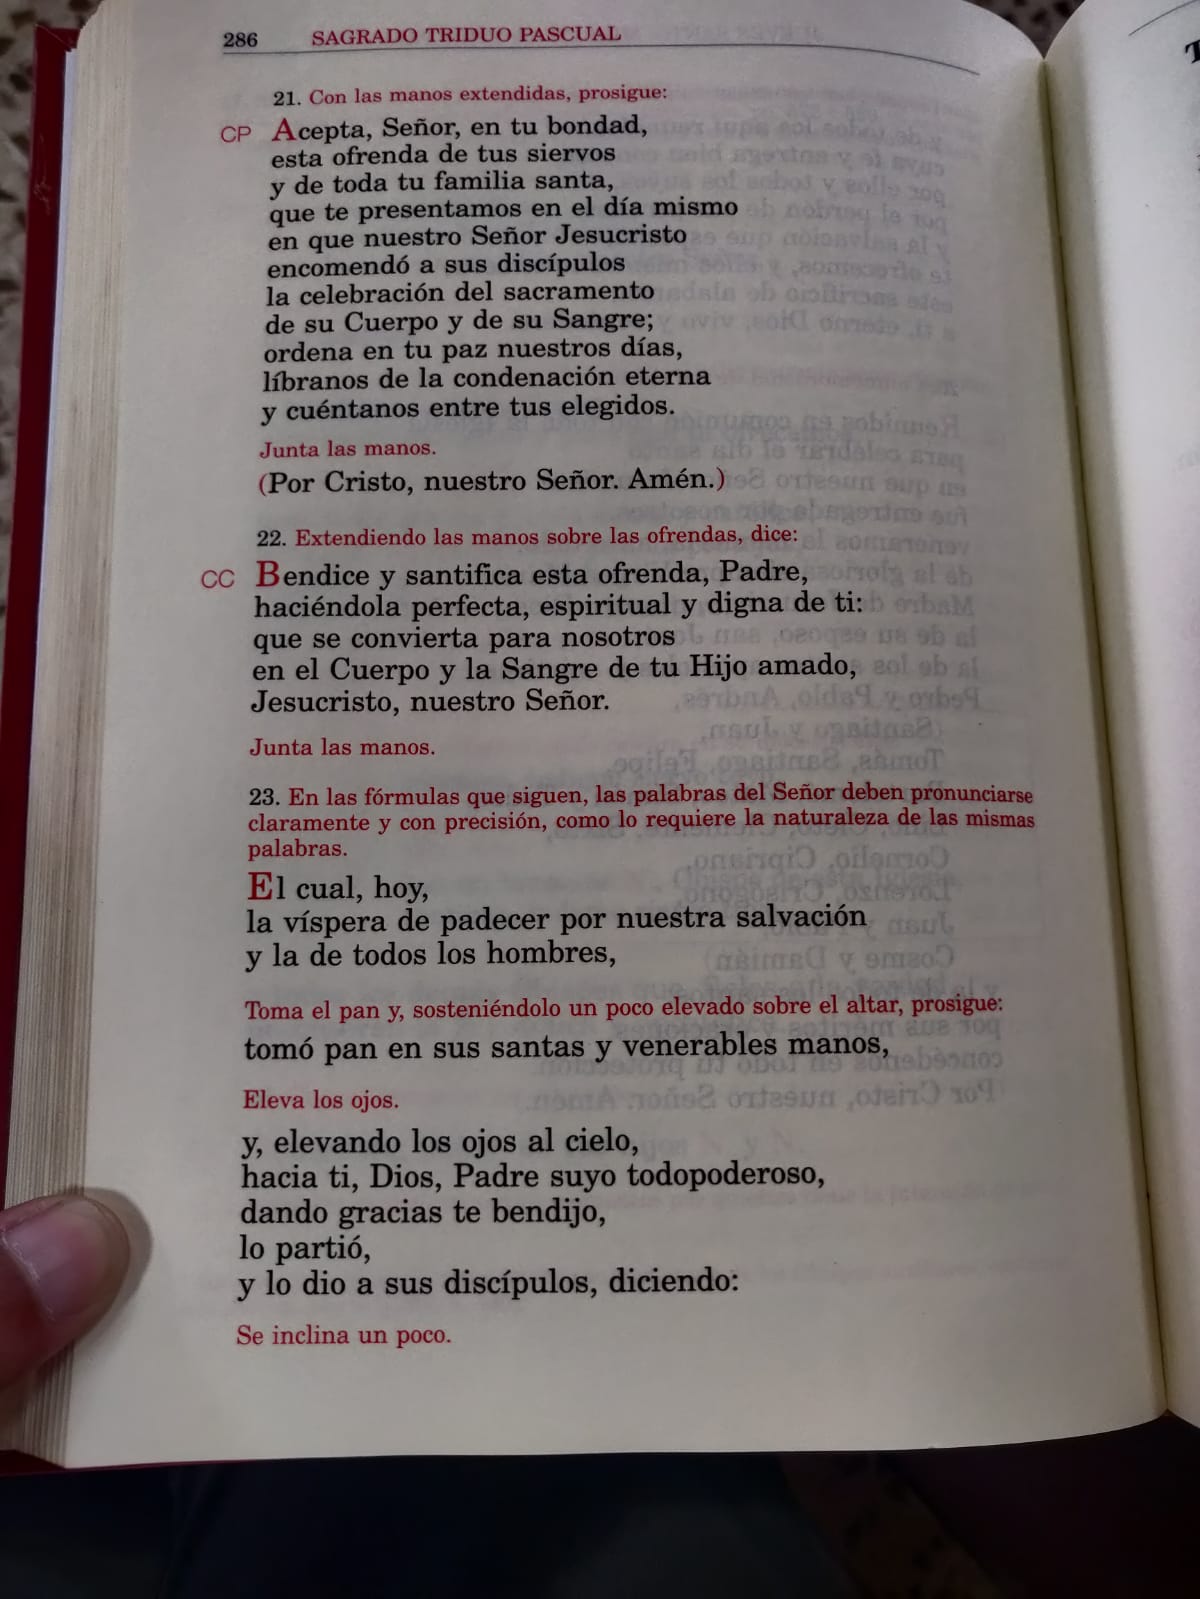 286 SAGRADO TRIDUO PASCUAL
21. Con las manos extendidas, prosigue:
CP Acepta, Señor, en tu bondad,
esta ofrenda de tus siervos
y de toda tu familia santa,
que te presentamos en el día mismo
en que nuestro Señor Jesucristo
encomendó a sus discípulos
la celebración del sacramento
de su Cuerpo y de su Sangre;
ordena en tu paz nuestros días,
líbranos de la condenación eterna
y cuéntanos entre tus elegidos.
Junta las manos.
(Por Cristo, nuestro Señor. Amén.)
22. Extendiendo las manos sobre las ofrendas, dice:
CC Bendice y santifica esta ofrenda, Padre,
haciéndola perfecta, espiritual y digna de ti:
que se convierta para nosotros
en el Cuerpo y la Sangre de tu Hijo amado,
Jesucristo, nuestro Señor.
Junta las manos.
23. En las fórmulas que siguen, las palabras del Señor deben pronunciarse
claramente y con precisión, como lo requiere la naturaleza de las mismas
palabras.
El cual, hoy,
la víspera de padecer por nuestra salvación
y la de todos los hombres,
Toma el pan y, sosteniéndolo un poco elevado sobre el altar, prosigue:
tomó pan en sus santas y venerables manos,
Eleva los ojos.
y, elevando los ojos al cielo,
hacia ti, Dios, Padre suyo todopoderoso,
dando gracias te bendijo,
lo partió,
y lo dio a sus discípulos, diciendo:
Se inclina un poco.